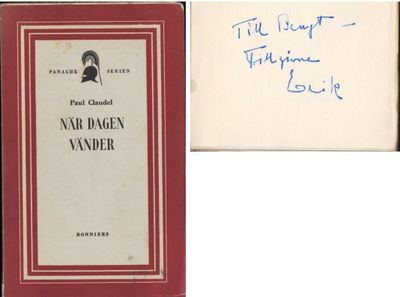 PANACHE SERIEN
Paul Claudel
NÄR DAGEN
VÄNDER
BONNIERS
Till Bengt –
Tillgivne
Erik